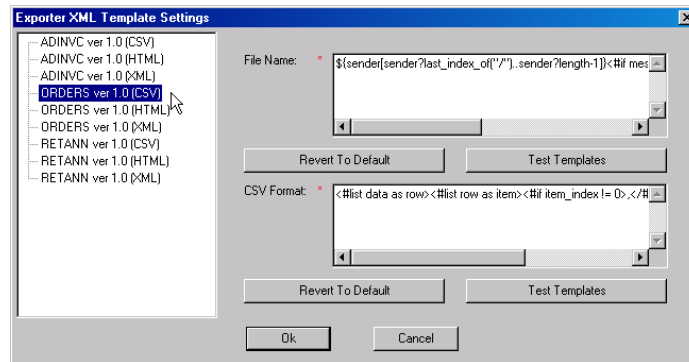 Exporter XML Template Settings
ADINVC ver 1.0 (CSV)
ADINVC ver 1.0 (HTML)
ADINVC ver 1.0 (XML)
ORDERS ver 1.0 (CSV)
ORDERS ver 1.0 (HTML)
ORDERS ver 1.0 (XML)
RETANN ver 1.0 (CSV)
RETANN ver 1.0 (HTML)
RETANN ver 1.0 (XML)
File Name: * ${sender[sender?last_index_of("/")..sender?length-1]}<#if mes
Revert To Default Test Templates
CSV Format: * <#list data as row><#list row as item><#if item_index != 0>,</#
Revert To Default Test Templates
Ok Cancel